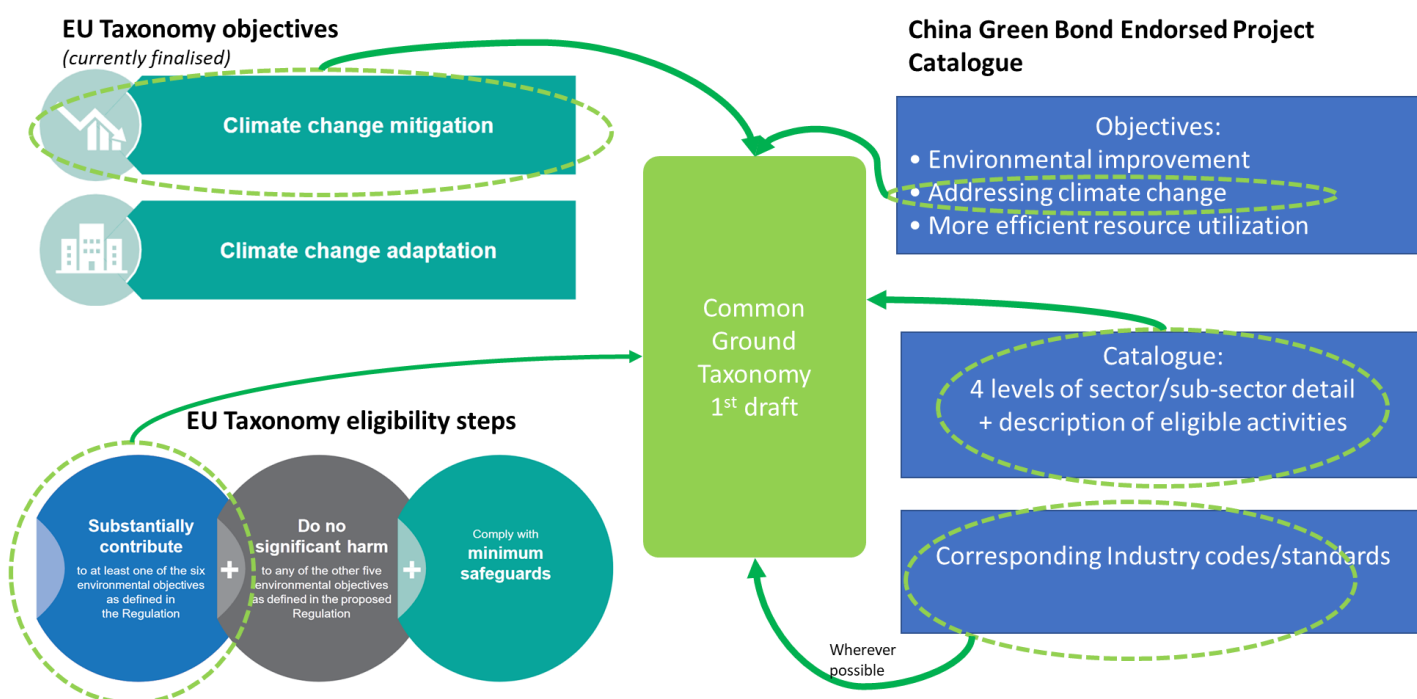 EU Taxonomy objectives
(currently finalised)
Climate change mitigation
Climate change adaptation
EU Taxonomy eligibility steps
Substantially
contribute
to at least one of the six
environmental objectives
as defined in
the Regulation
+
Do no
significant harm
to any of the other five
environmental objectives
as defined in the proposed
Regulation
+
Comply with
minimum
safeguards
Common
Ground
Taxonomy
1st draft
China Green Bond Endorsed Project
Catalogue
Objectives:
• Environmental improvement
• Addressing climate change
• More efficient resource utilization
Catalogue:
4 levels of sector/sub-sector detail
+ description of eligible activities
Corresponding Industry codes/standards
Wherever
possible